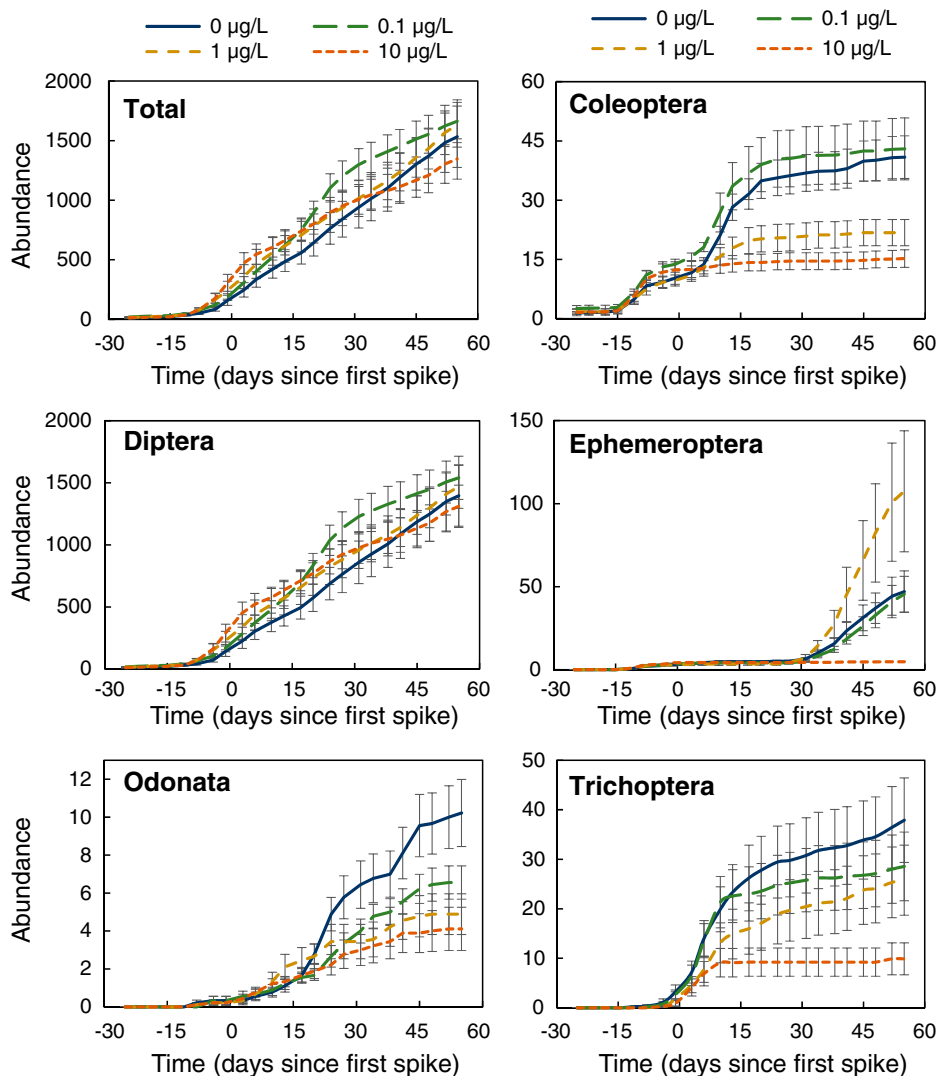 0 µg/L 0.1 µg/L
1 µg/L 10 µg/L
0 µg/L 0.1 µg/L
1 µg/L 10 µg/L
Total
Abundance
2000
1500
1000
500
0
-30 -15 0 15 30 45 60
Time (days since first spike)
Coleoptera
60
45
30
15
0
-30 -15 0 15 30 45 60
Time (days since first spike)
Diptera
Abundance
2000
1500
1000
500
0
-30 -15 0 15 30 45 60
Time (days since first spike)
Ephemeroptera
150
100
50
0
-30 -15 0 15 30 45 60
Time (days since first spike)
Odonata
Abundance
12
10
8
6
4
2
0
-30 -15 0 15 30 45 60
Time (days since first spike)
Trichoptera
50
40
30
20
10
0
-30 -15 0 15 30 45 60
Time (days since first spike)